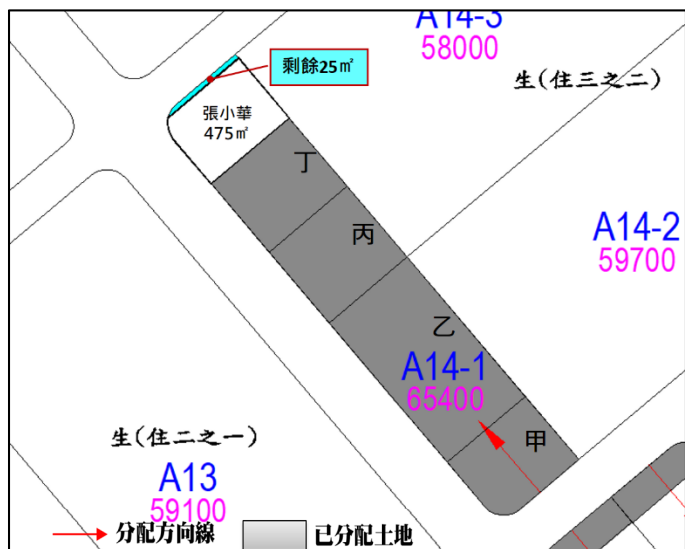 A14-3
58000
剩餘25㎡
生(住三之二)
張小華
475㎡
丁
丙
A14-2
59700
乙
A14-1
65400
甲
生(住二之一)
A13
59100
分配方向線
已分配土地